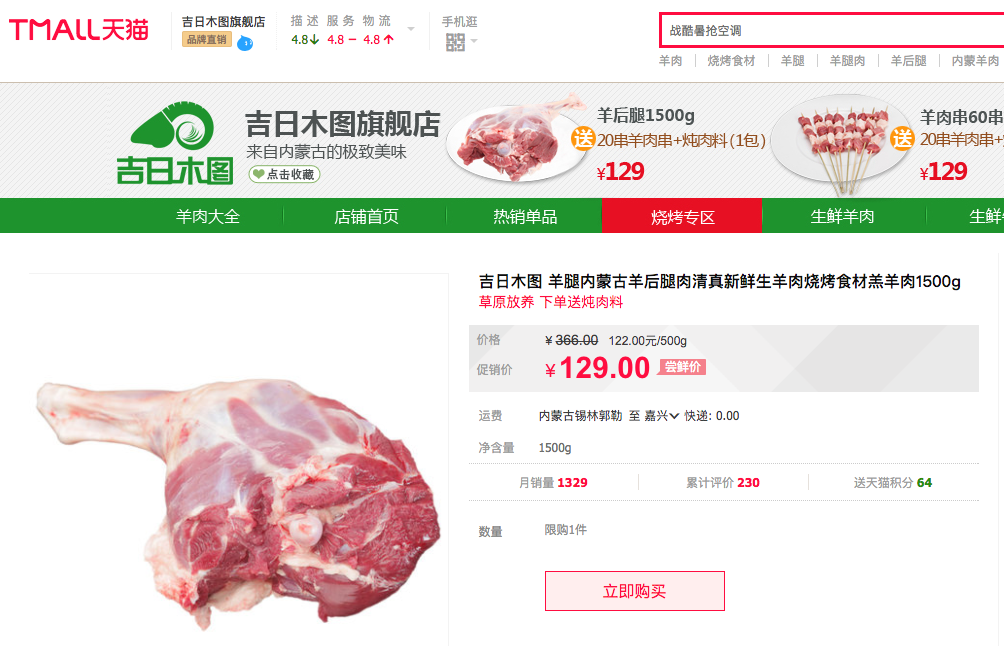 TMALL天猫
吉日木图旗舰店
品牌直销
描 述 服 务 物 流
4.8 4.8 4.8
手机逛
战酷暑抢空调
羊肉 烧烤食材 羊腿 羊腿肉 羊后腿 内蒙羊肉
吉日木图
吉日木图旗舰店
来自内蒙古的极致美味
点击收藏
羊后腿1500g
送 20串羊肉串+炖肉料(1包)
¥129
羊肉串60串
送 20串羊肉串+
¥129
羊肉大全 店铺首页 热销单品 烧烤专区 生鲜羊肉 生鲜
吉日木图 羊腿内蒙古羊后腿肉清真新鲜生羊肉烧烤食材羔羊肉1500g
草原放养 下单送炖肉料
价格 ¥366.00 122.00元/500g
促销价 ¥129.00 尝鲜价
运费 内蒙古锡林郭勒 至 嘉兴 快递: 0.00
净含量 1500g
月销量 1329 累计评价 230 送天猫积分 64
数量 限购1件
立即购买